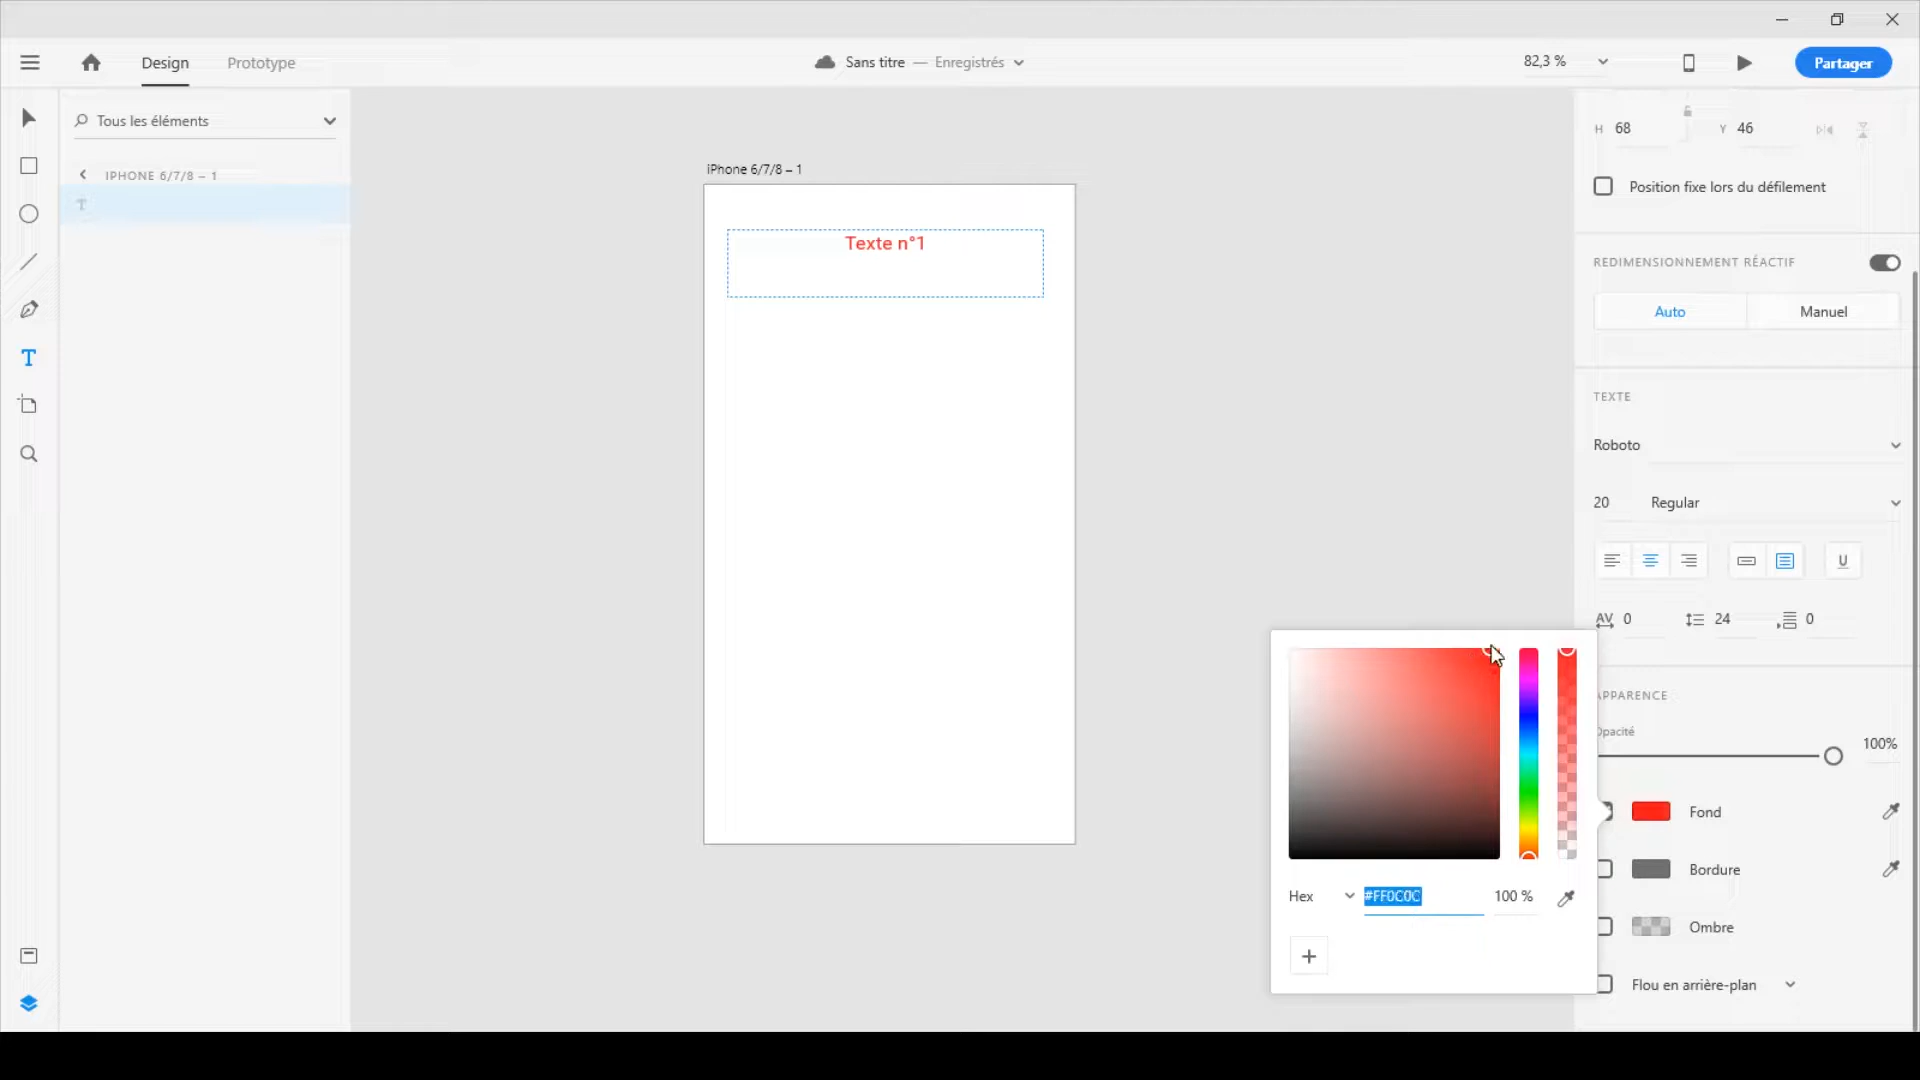 Design
Prototype
Sans titre — Enregistrés
82,3 %
Partager
Tous les éléments
IPHONE 6/7/8 – 1
T
iPhone 6/7/8 – 1
Texte n°1
H 68
Y 46
Position fixe lors du défilement
REDIMENSIONNEMENT RÉACTIF
Auto
Manuel
TEXTE
Roboto
20
Regular
U
AV 0
24
0
APPARENCE
Opacité
100%
Fond
Bordure
Ombre
Flou en arrière-plan
Hex
#FF0C0C
100 %
+
T